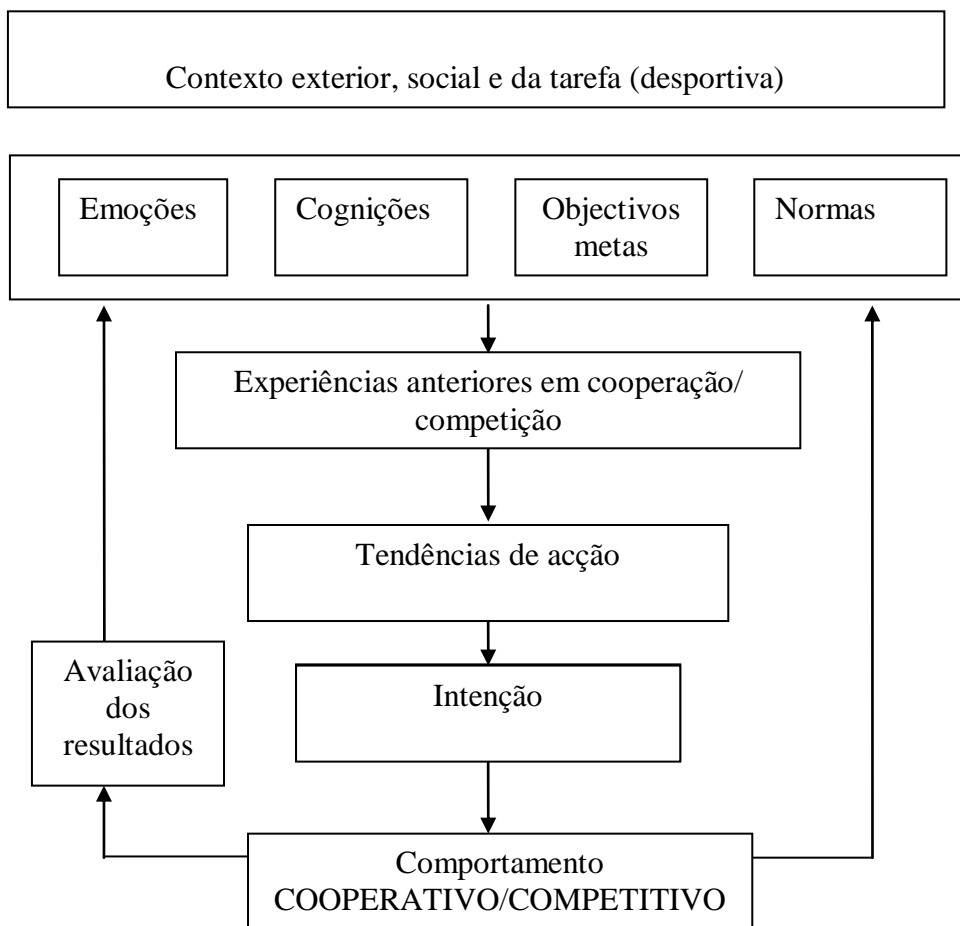 Contexto exterior, social e da tarefa (desportiva)
Emoções
Cognições
Objectivos
metas
Normas
Experiências anteriores em cooperação/
competição
Tendências de acção
Avaliação
dos
resultados
Intenção
Comportamento
COOPERATIVO/COMPETITIVO